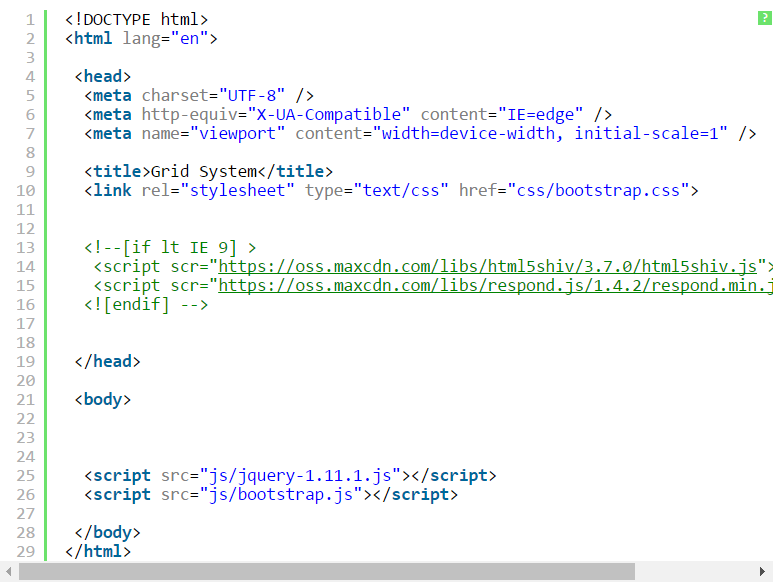 1 <!DOCTYPE html>
2 <html lang="en">
3
4 <head>
5 <meta charset="UTF-8" />
6 <meta http-equiv="X-UA-Compatible" content="IE=edge" />
7 <meta name="viewport" content="width=device-width, initial-scale=1" />
8
9 <title>Grid System</title>
10 <link rel="stylesheet" type="text/css" href="css/bootstrap.css">
11
12
13 <!--[if lt IE 9] >
14 <script scr="https://oss.maxcdn.com/libs/html5shiv/3.7.0/html5shiv.js">
15 <script scr="https://oss.maxcdn.com/libs/respond.js/1.4.2/respond.min.j
16 <![endif] -->
17
18
19 </head>
20
21 <body>
22
23
24
25 <script src="js/jquery-1.11.1.js"></script>
26 <script src="js/bootstrap.js"></script>
27
28 </body>
29 </html>
?